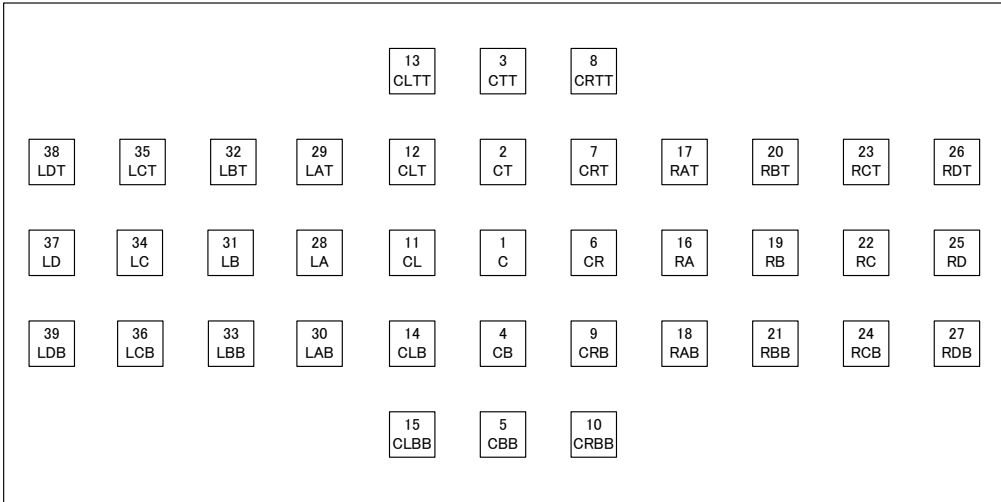 13 3 8
CLTT CTT CRTT
38 35 32 29 12 2 7 17 20 23 26
LDT LCT LBT LAT CLT CT CRT RAT RBT RCT RDT
37 34 31 28 11 1 6 16 19 22 25
LD LC LB LA CL C CR RA RB RC RD
39 36 33 30 14 4 9 18 21 24 27
LDB LCB LBB LAB CLB CB CRB RAB RBB RCB RDB
15 5 10
CLBB CBB CRBB